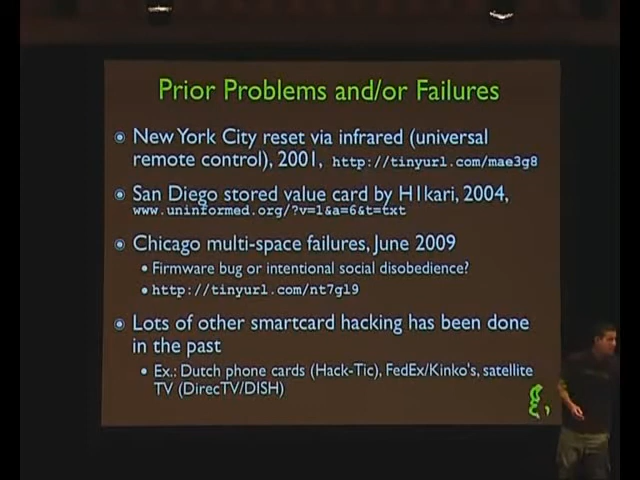 Prior Problems and/or Failures
New York City reset via infrared (universal
remote control), 2001, http://tinyurl.com/mae3g8
San Diego stored value card by H1kari, 2004,
www.uninformed.org/?v=1&a=6&t=txt
Chicago multi-space failures, June 2009
Firmware bug or intentional social disobedience?
http://tinyurl.com/nt7gl9
Lots of other smartcard hacking has been done
in the past
Ex.: Dutch phone cards (Hack-Tic), FedEx/Kinko's, satellite
TV (DirecTV/DISH)